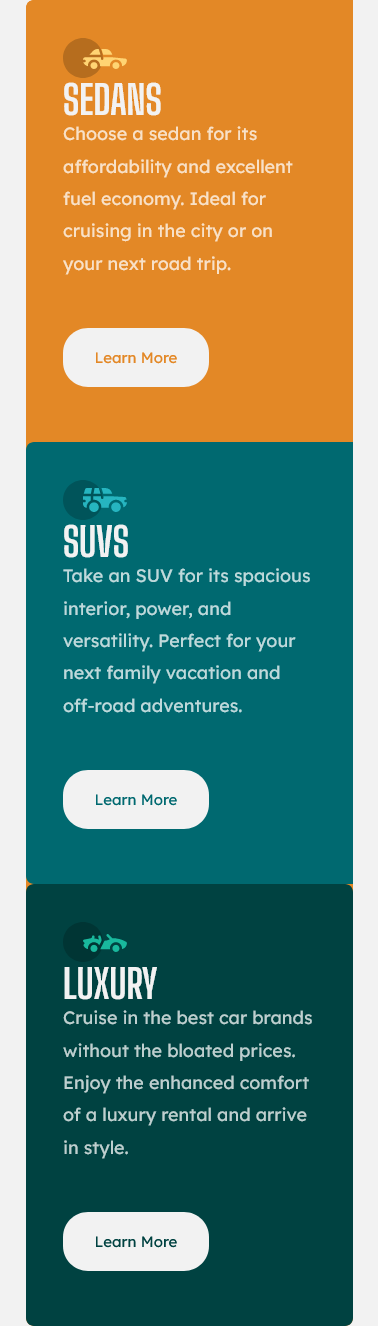 SEDANS
Choose a sedan for its
affordability and excellent
fuel economy. Ideal for
cruising in the city or on
your next road trip.
Learn More
SUVS
Take an SUV for its spacious
interior, power, and
versatility. Perfect for your
next family vacation and
off-road adventures.
Learn More
LUXURY
Cruise in the best car brands
without the bloated prices.
Enjoy the enhanced comfort
of a luxury rental and arrive
in style.
Learn More